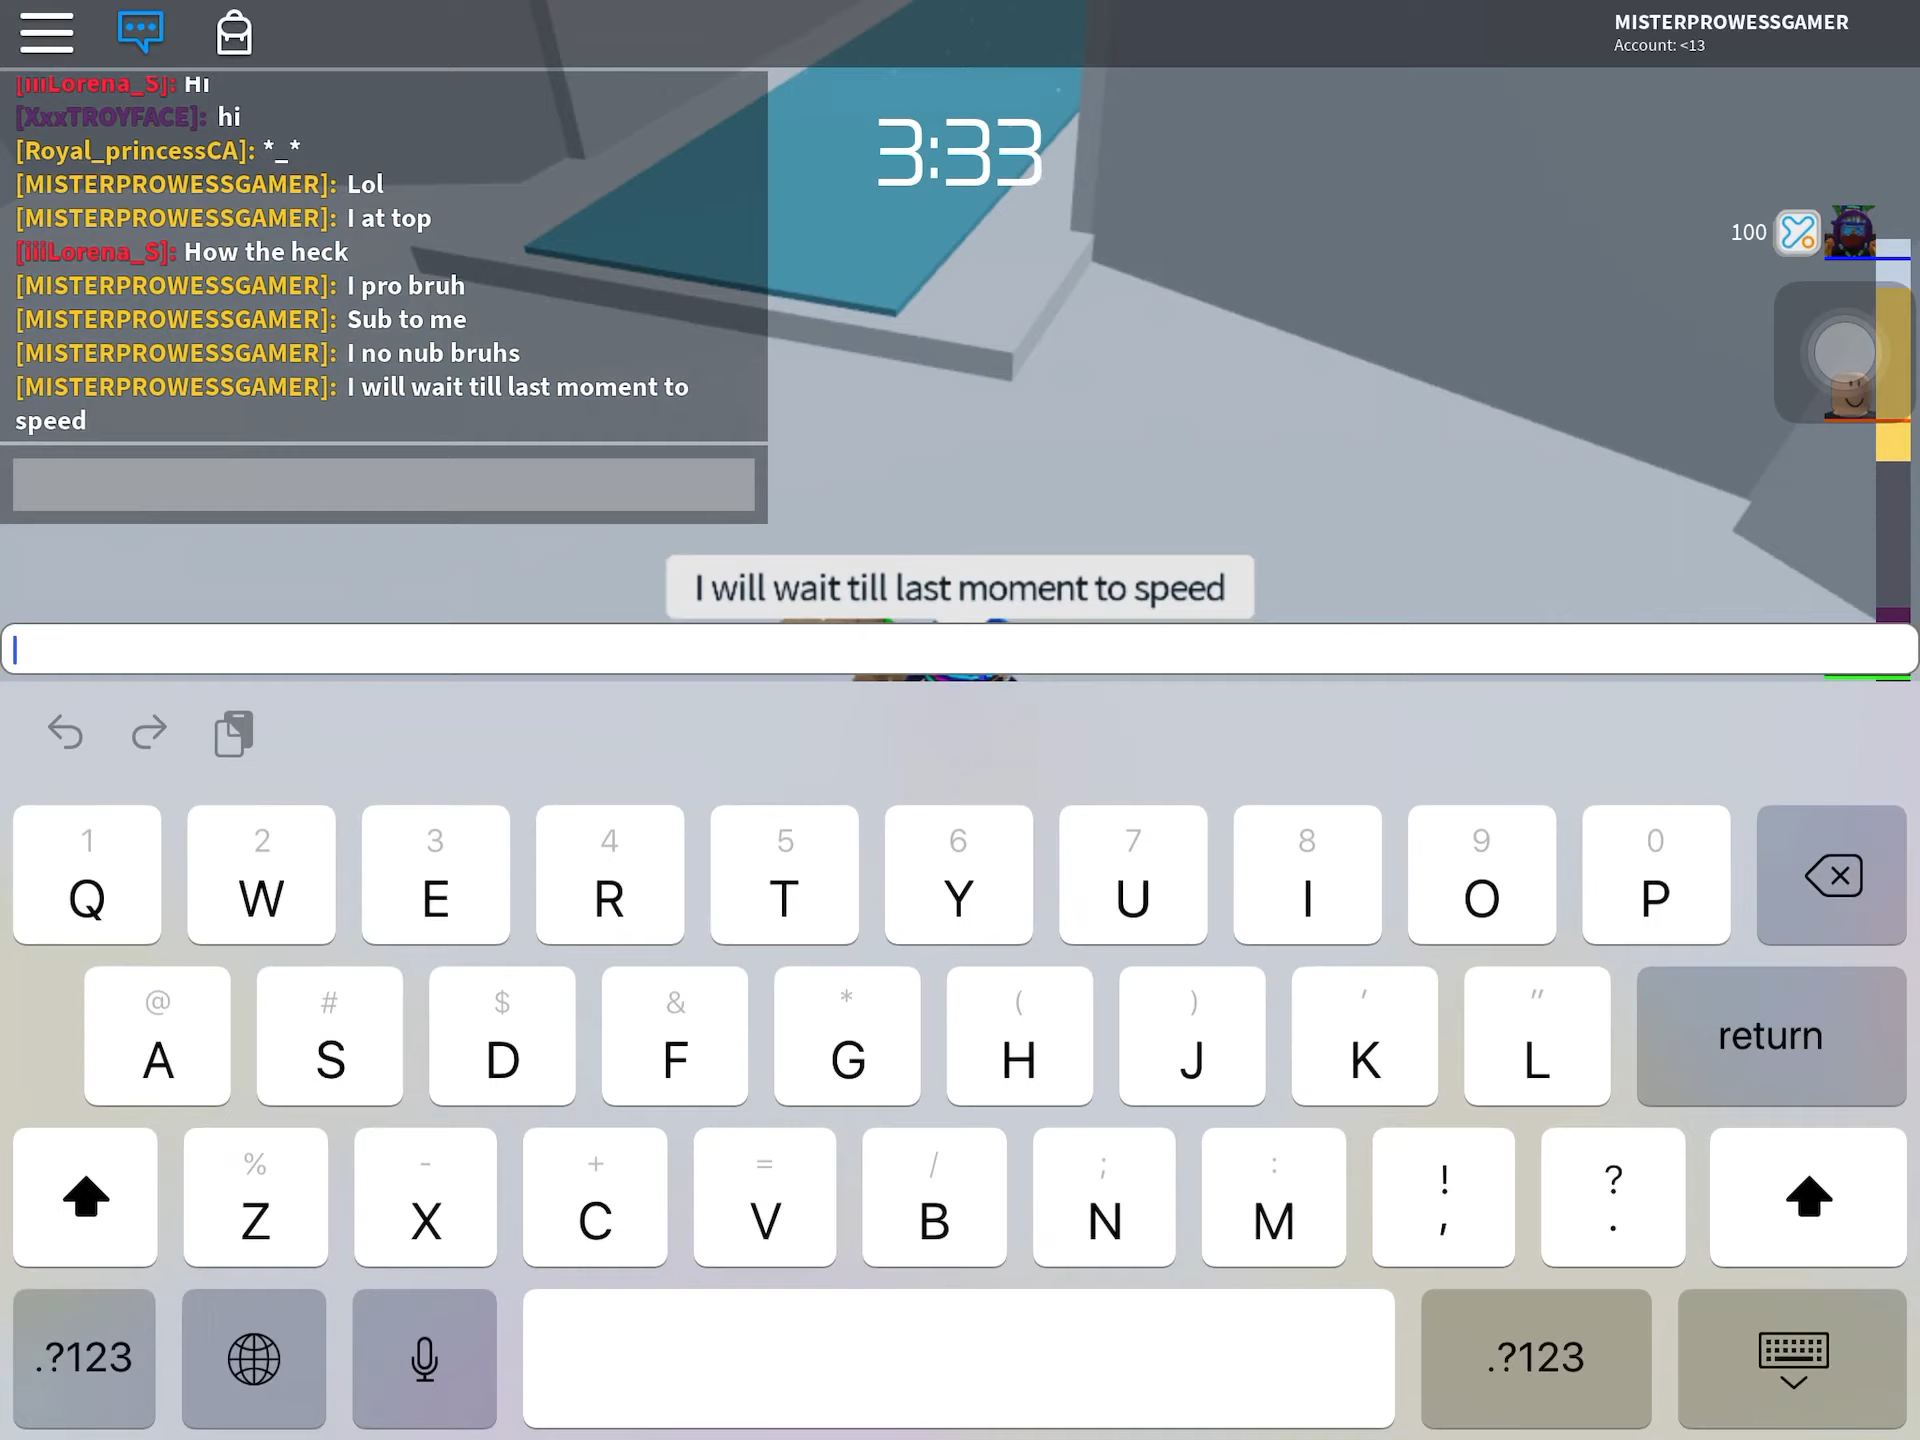 MISTERPROWESSGAMER
Account: <13
[iiiLorena_S]: Hi
[XxxTROYFACE]: hi
[Royal_princessCA]: *_*
[MISTERPROWESSGAMER]: Lol
[MISTERPROWESSGAMER]: I at top
[iiiLorena_S]: How the heck
[MISTERPROWESSGAMER]: I pro bruh
[MISTERPROWESSGAMER]: Sub to me
[MISTERPROWESSGAMER]: I no nub bruhs
[MISTERPROWESSGAMER]: I will wait till last moment to
speed
3:33
100
I will wait till last moment to speed
1 2 3 4 5 6 7 8 9 0
Q W E R T Y U I O P
@ # $ & * ( ) ' "
A S D F G H J K L return
% - + = / ; : ! ?
Z X C V B N M , .
.?123 .?123